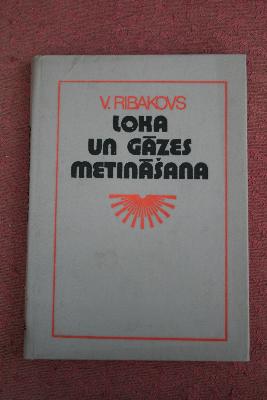 V. RIBAKOVS
LOKA
UN GĀZES
METINĀŠANA